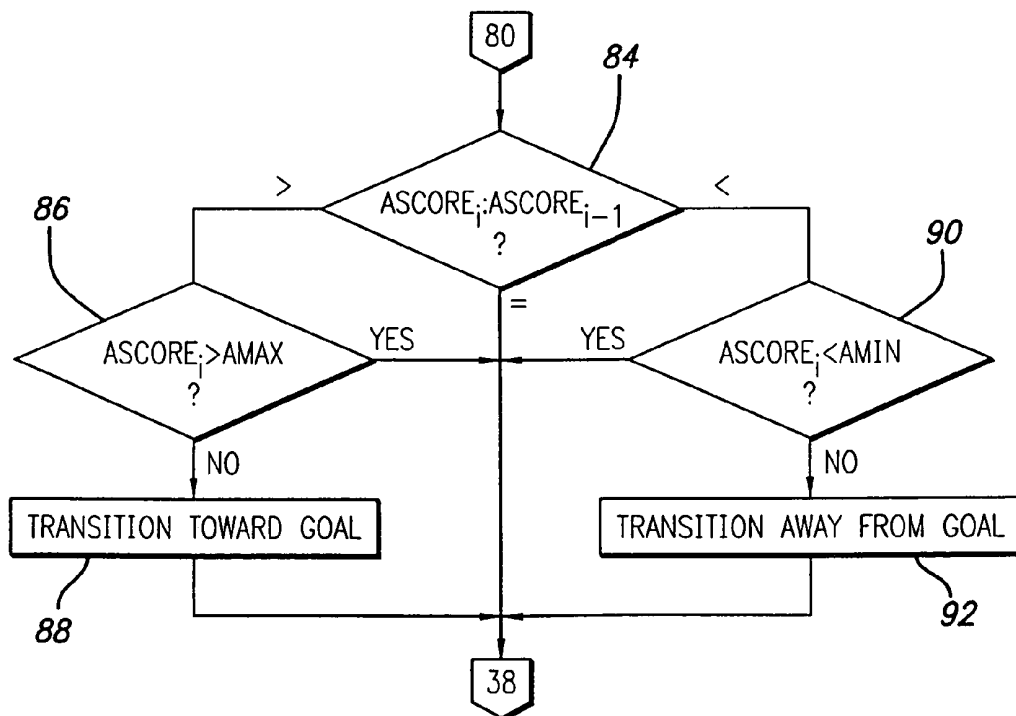 80
84
> <
ASCOREi:ASCOREi-1
?
86
90
=
ASCOREi>AMAX
?
YES
YES
ASCOREi<AMIN
?
NO
NO
TRANSITION TOWARD GOAL
TRANSITION AWAY FROM GOAL
88
92
38